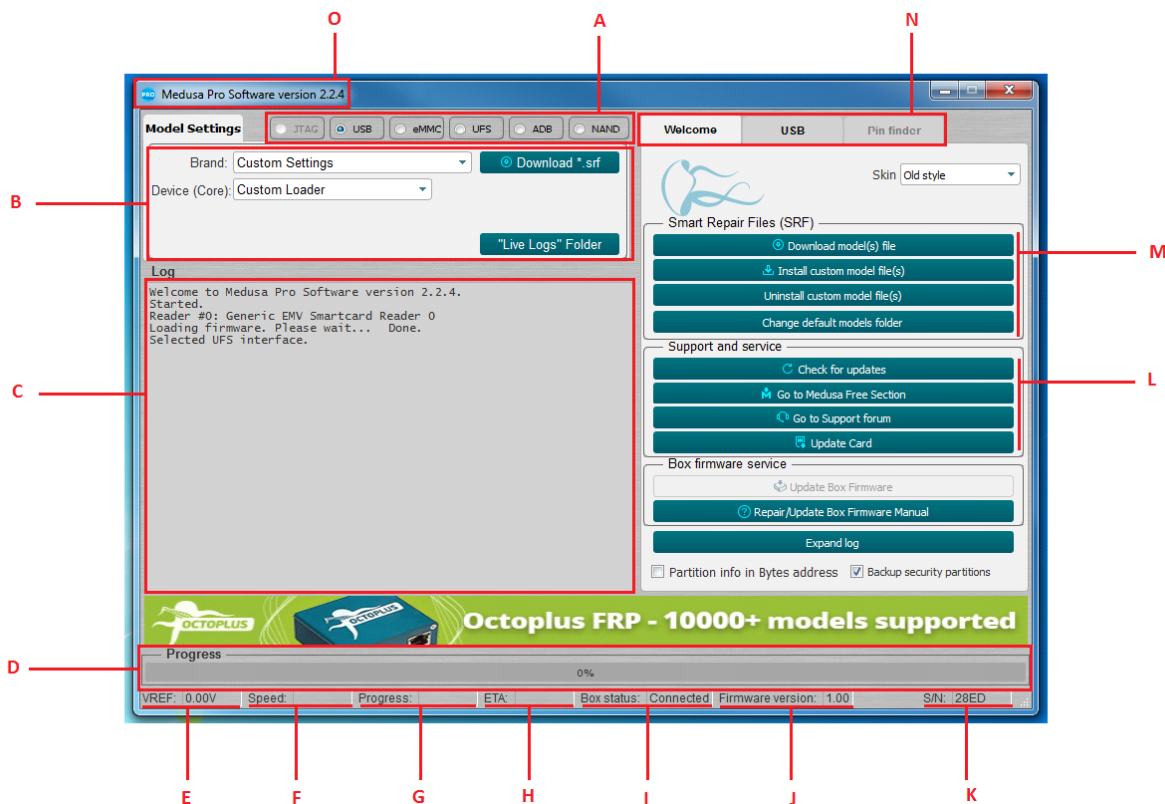 O
A
N
PRO Medusa Pro Software version 2.2.4
Model Settings
JTAG USB eMMC UFS ADB NAND
Welcome USB Pin finder
Brand: Custom Settings Download *.srf
Device (Core): Custom Loader
"Live Logs" Folder
B
Skin Old style
Smart Repair Files (SRF)
Download model(s) file
Install custom model file(s)
Uninstall custom model file(s)
Change default models folder
M
Log
Welcome to Medusa Pro Software version 2.2.4.
Started.
Reader #0: Generic EMV Smartcard Reader 0
Loading firmware. Please wait... Done.
Selected UFS interface.
C
Support and service
Check for updates
Go to Medusa Free Section
Go to Support forum
Update Card
L
Box firmware service
Update Box Firmware
Repair/Update Box Firmware Manual
Expand log
Partition info in Bytes address Backup security partitions
OCTOPLUS OCTOPLUS Octoplus FRP - 10000+ models supported
D
Progress
0%
VREF: 0.00V Speed: Progress: ETA: Box status: Connected Firmware version: 1.00 S/N: 28ED
E F G H I J K